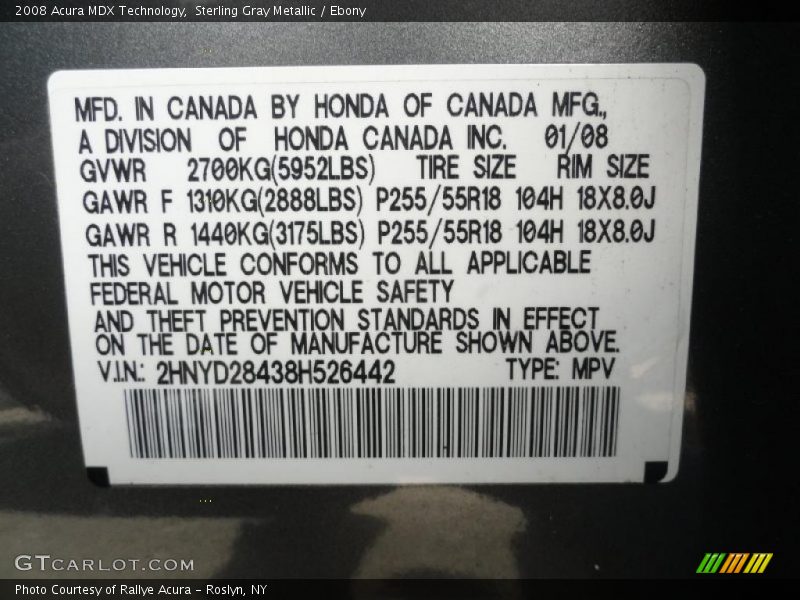 2008 Acura MDX Technology, Sterling Gray Metallic / Ebony
MFD. IN CANADA BY HONDA OF CANADA MFG.,
A DIVISION OF HONDA CANADA INC. 01/08
GVWR 2700KG(5952LBS) TIRE SIZE RIM SIZE
GAWR F 1310KG(2888LBS) P255/55R18 104H 18X8.0J
GAWR R 1440KG(3175LBS) P255/55R18 104H 18X8.0J
THIS VEHICLE CONFORMS TO ALL APPLICABLE
FEDERAL MOTOR VEHICLE SAFETY
AND THEFT PREVENTION STANDARDS IN EFFECT
ON THE DATE OF MANUFACTURE SHOWN ABOVE.
V.I.N.: 2HNYD28438H526442 TYPE: MPV
GTCARLOT.COM
Photo Courtesy of Rallye Acura - Roslyn, NY